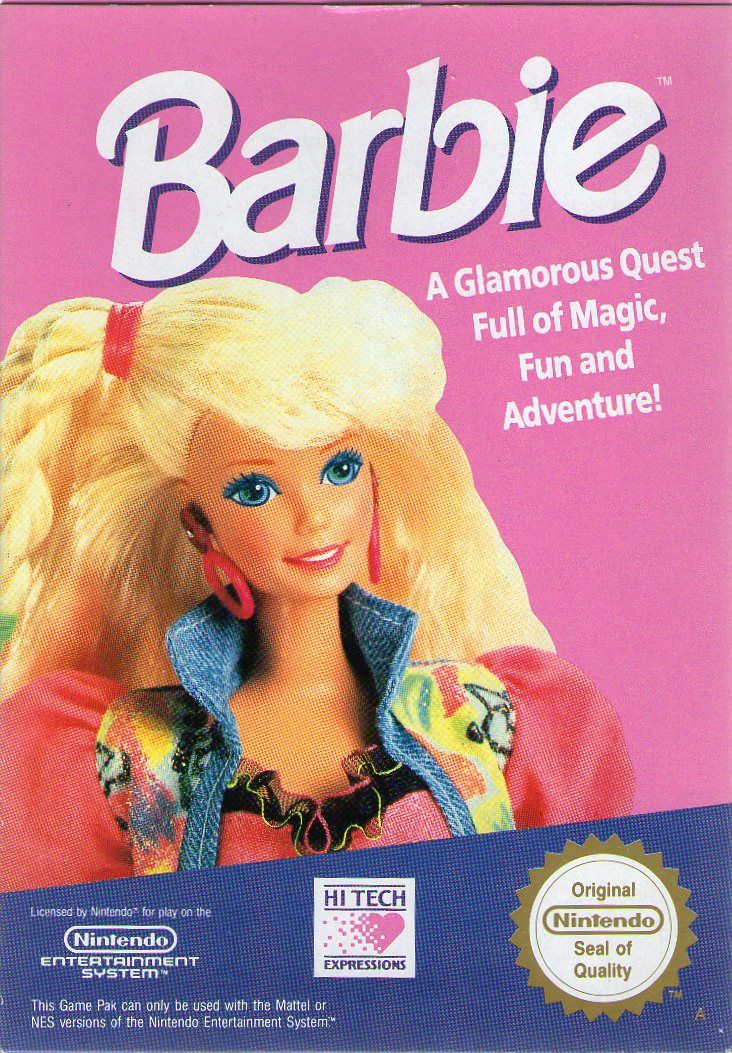 Barbie™
A Glamorous Quest
Full of Magic,
Fun and
Adventure!
Licensed by Nintendo® for play on the
Nintendo
ENTERTAINMENT
SYSTEM™
HI TECH
EXPRESSIONS
Original
Nintendo
Seal of
Quality
TM
This Game Pak can only be used with the Mattel or
NES versions of the Nintendo Entertainment System™
A